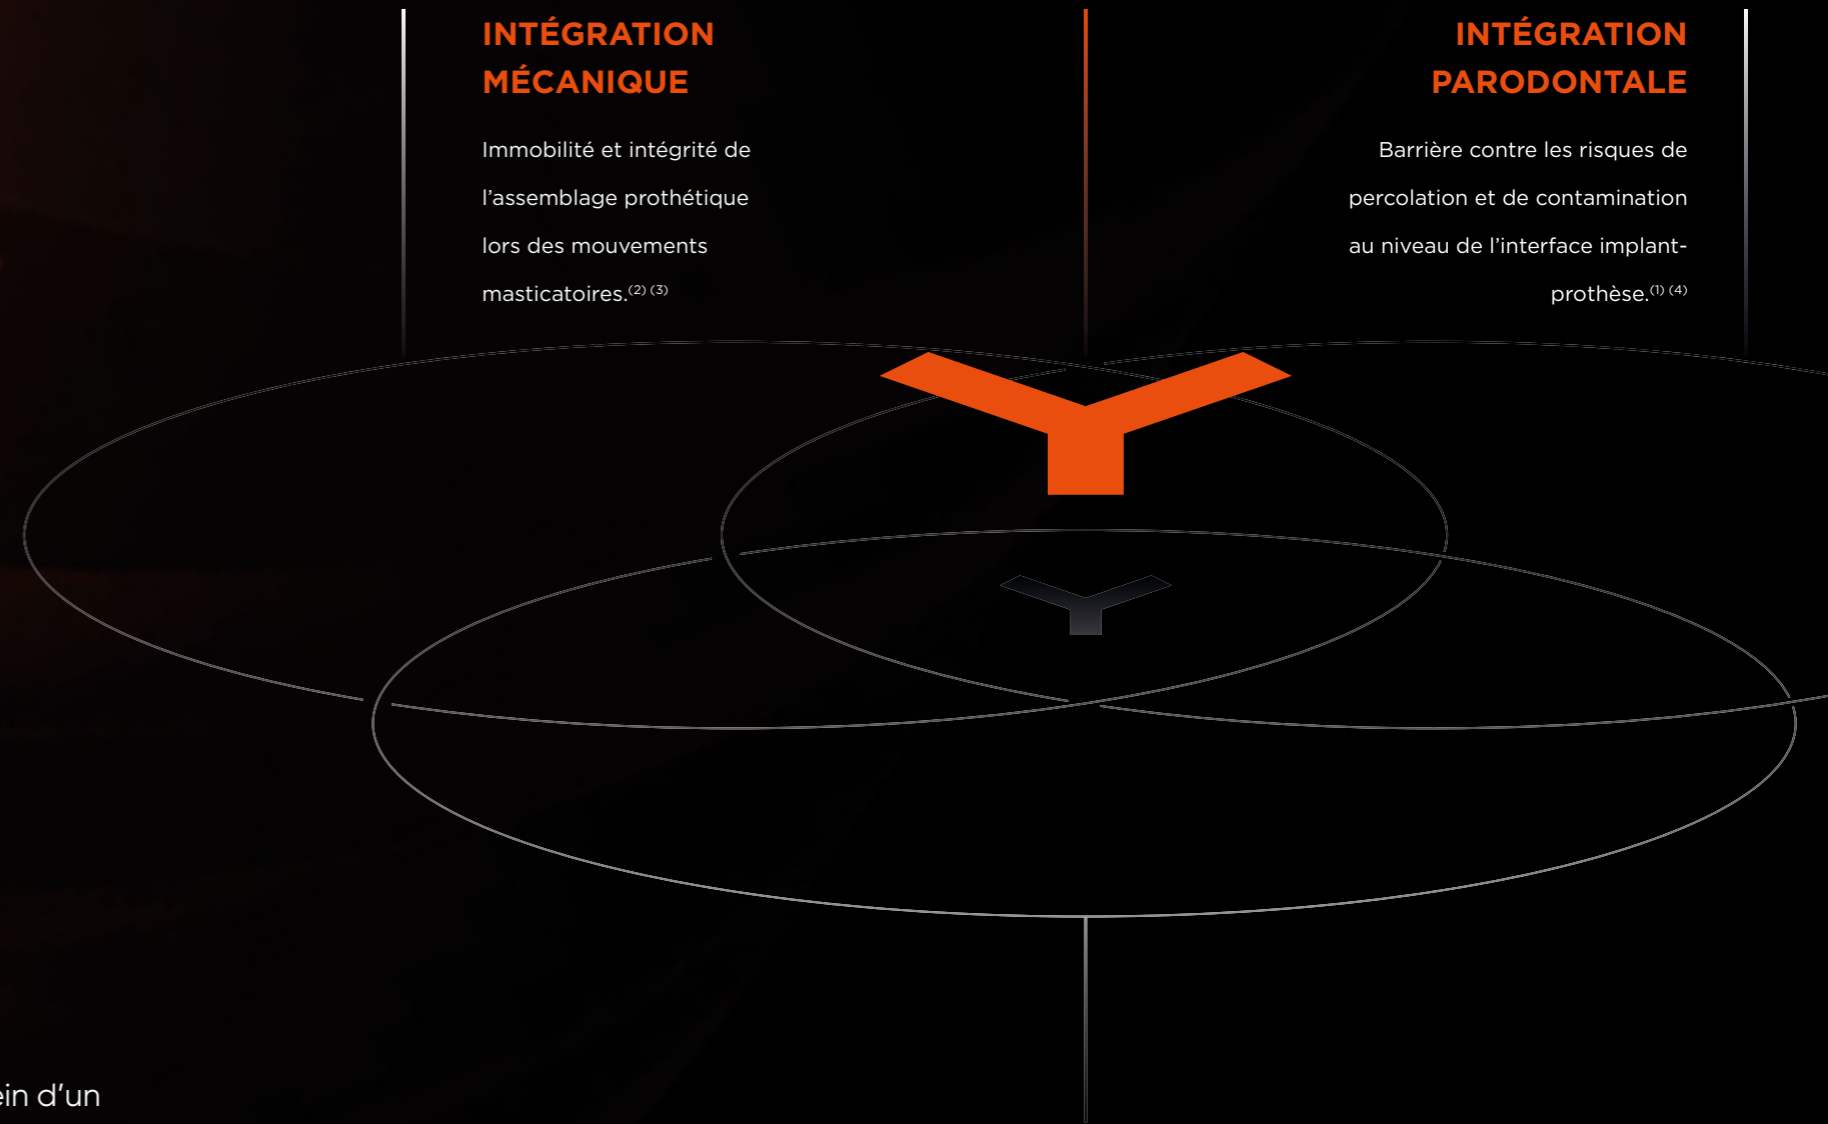 INTÉGRATION
MÉCANIQUE
Immobilité et intégrité de
l’assemblage prothétique
lors des mouvements
masticatoires.(2) (3)
INTÉGRATION
PARODONTALE
Barrière contre les risques de
percolation et de contamination
au niveau de l’interface implant-
prothèse.(1) (4)
d’un